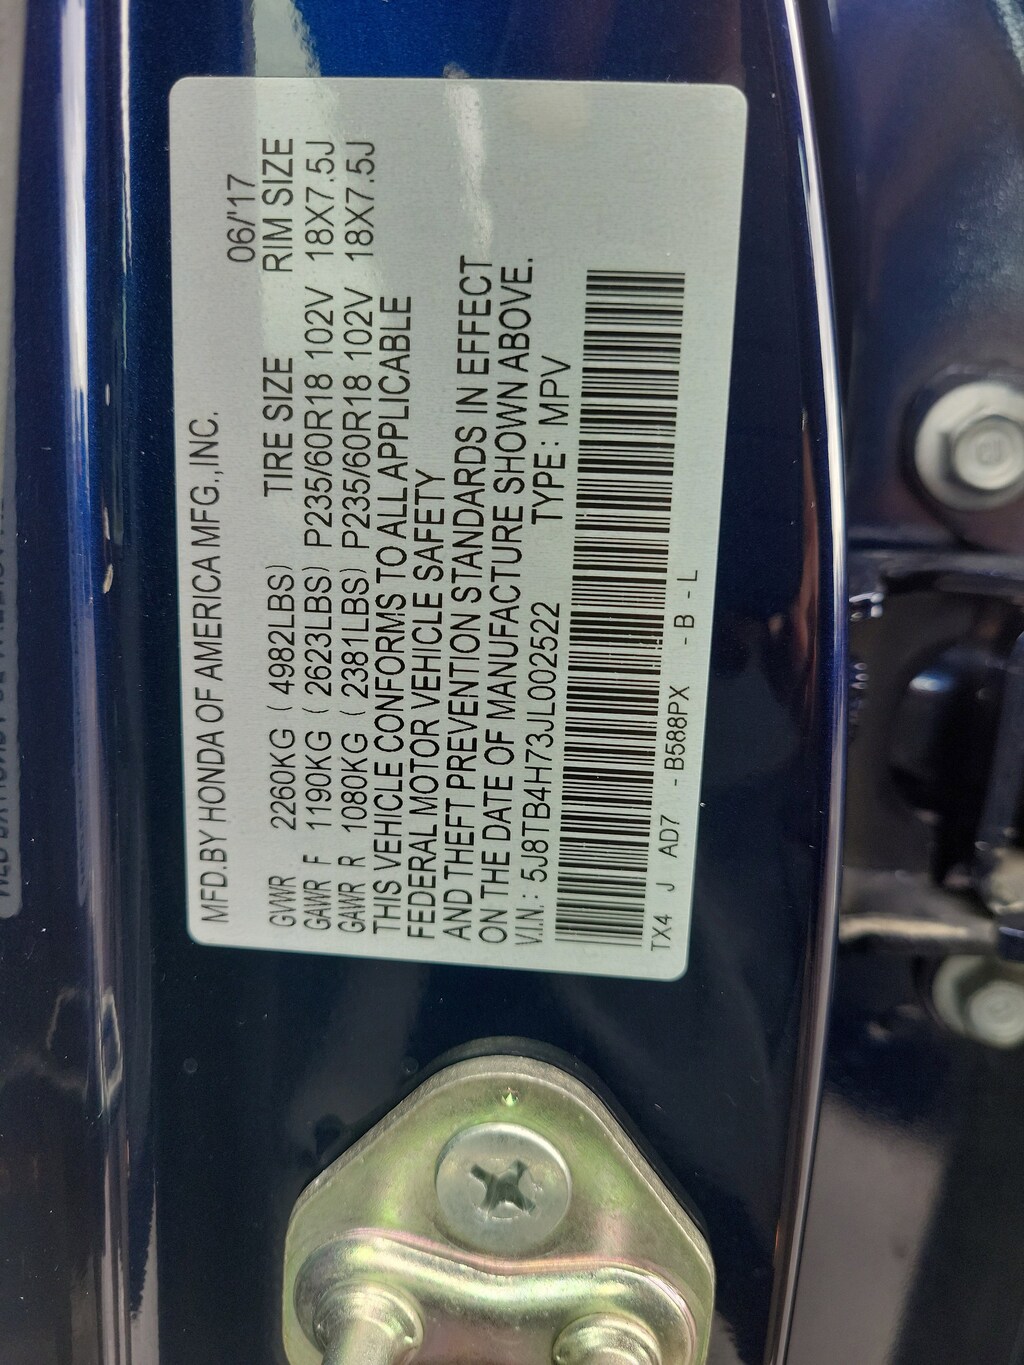 MFD.BY HONDA OF AMERICA MFG.,INC.
06/'17
GVWR 2260KG ( 4982LBS) TIRE SIZE RIM SIZE
GAWR F 1190KG ( 2623LBS) P235/60R18 102V 18X7.5J
GAWR R 1080KG ( 2381LBS) P235/60R18 102V 18X7.5J
THIS VEHICLE CONFORMS TO ALL APPLICABLE
FEDERAL MOTOR VEHICLE SAFETY
AND THEFT PREVENTION STANDARDS IN EFFECT
ON THE DATE OF MANUFACTURE SHOWN ABOVE.
V.I.N.: 5J8TB4H73JL002522 TYPE: MPV
TX4 J AD7 - B588PX - B - L